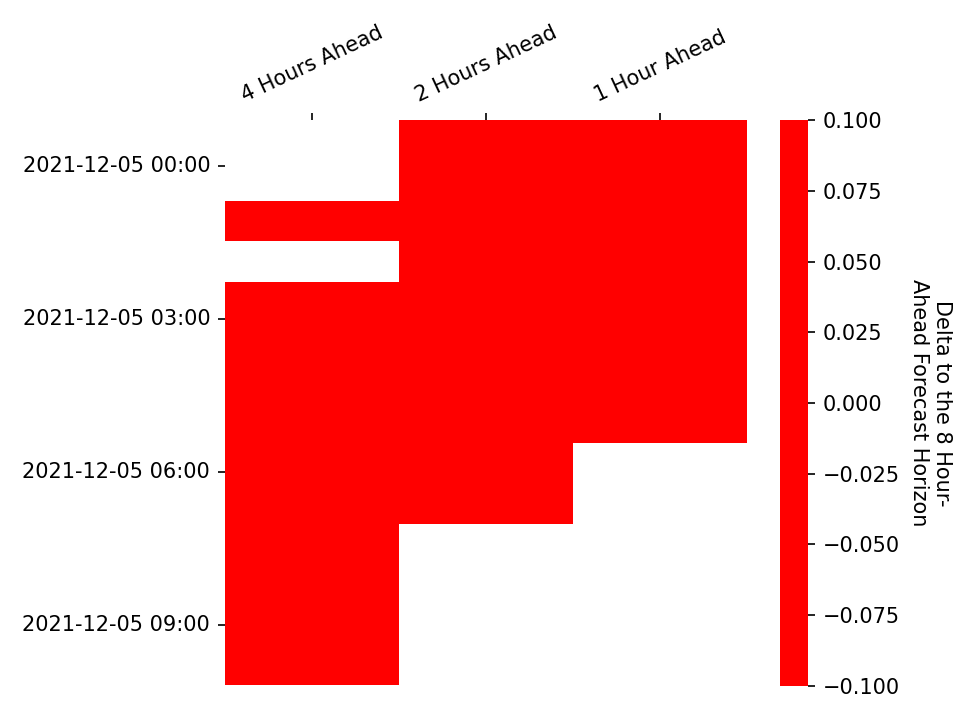 4 Hours Ahead
2 Hours Ahead
1 Hour Ahead
2021-12-05 00:00
2021-12-05 03:00
2021-12-05 06:00
2021-12-05 09:00
0.100
0.075
0.050
0.025
0.000
−0.025
−0.050
−0.075
−0.100
Delta to the 8 Hour-
Ahead Forecast Horizon